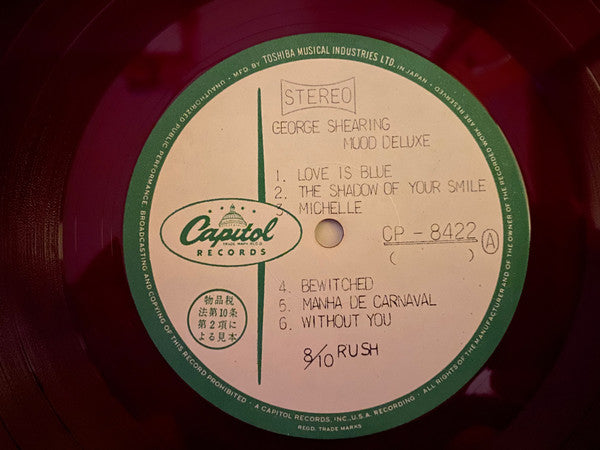 • MFD. BY TOSHIBA MUSICAL INDUSTRIES LTD. IN JAPAN •
STEREO
GEORGE SHEARING
MOOD DELUXE
1. LOVE IS BLUE
2. THE SHADOW OF YOUR SMILE
3 MICHELLE
Capitol
TRADE MARK REG'D.
RECORDS
CP - 8422 A
( )
4. BEWITCHED
5. MANHA DE CARNAVAL
6. WITHOUT YOU
8/10 RUSH
物品税
法第10条
第2項に
よる見本
ALL RIGHTS OF THE MANUFACTURER AND OF THE OWNER OF THE RECORDED WORK ARE RESERVED
UNAUTHORIZED PUBLIC PERFORMANCE, BROADCASTING AND COPYING OF THIS RECORD PROHIBITED •
A CAPITOL RECORDS, INC., U.S.A. RECORDING.
REGD. TRADE MARKS